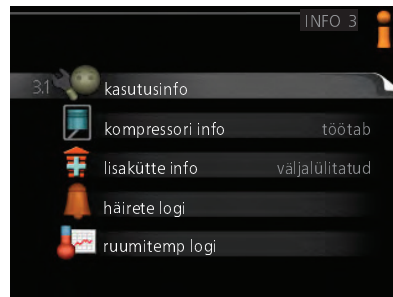 INFO 3
3.1 kasutusinfo
kompressori info töötab
lisakütte info väljalülitatud
häirete logi
ruumitemp logi